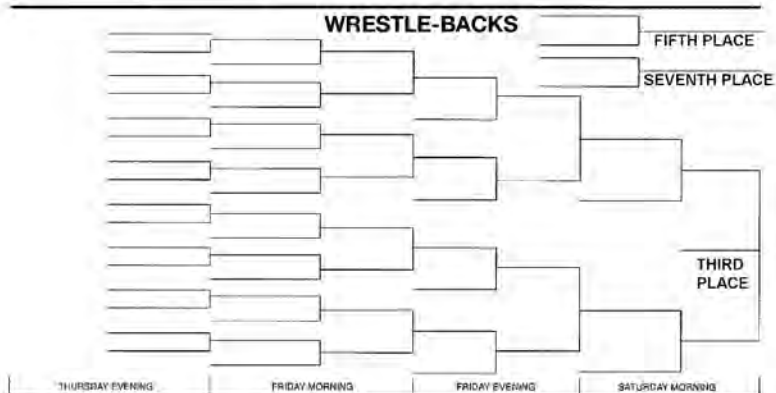 WRESTLE-BACKS
FIFTH PLACE
SEVENTH PLACE
THIRD
PLACE
THURSDAY EVENING
FRIDAY MORNING
FRIDAY EVENING
SATURDAY MORNING